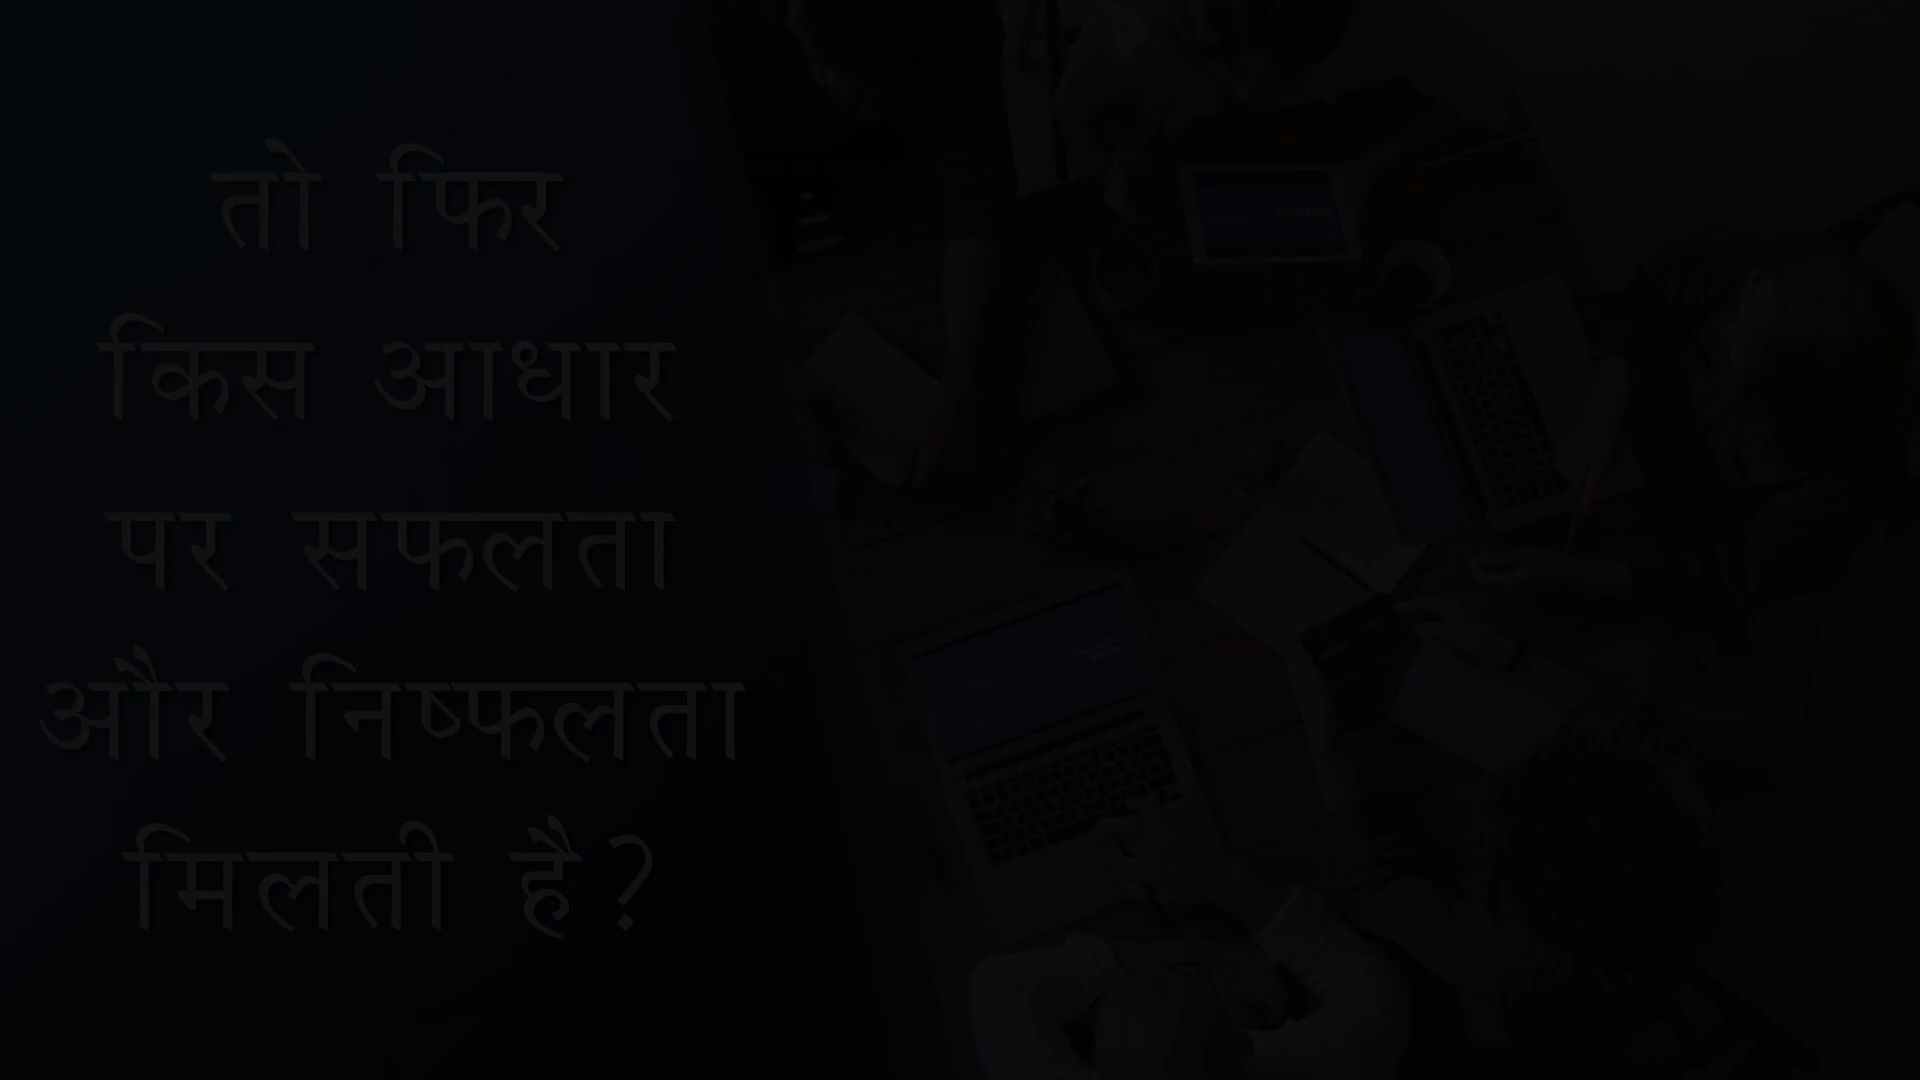 तो फिर
किस आधार
पर सफलता
और निष्फलता
मिलती है?